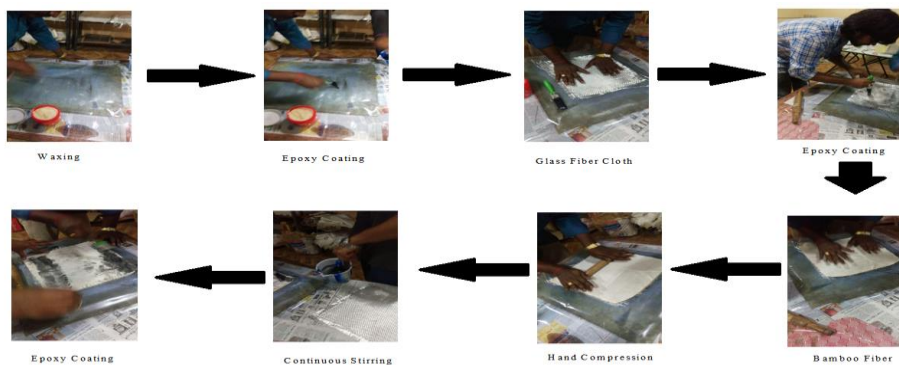 Waxing
Epoxy Coating
Glass Fiber Cloth
Epoxy Coating
Bamboo Fiber
Hand Compression
Continuous Stirring
Epoxy Coating